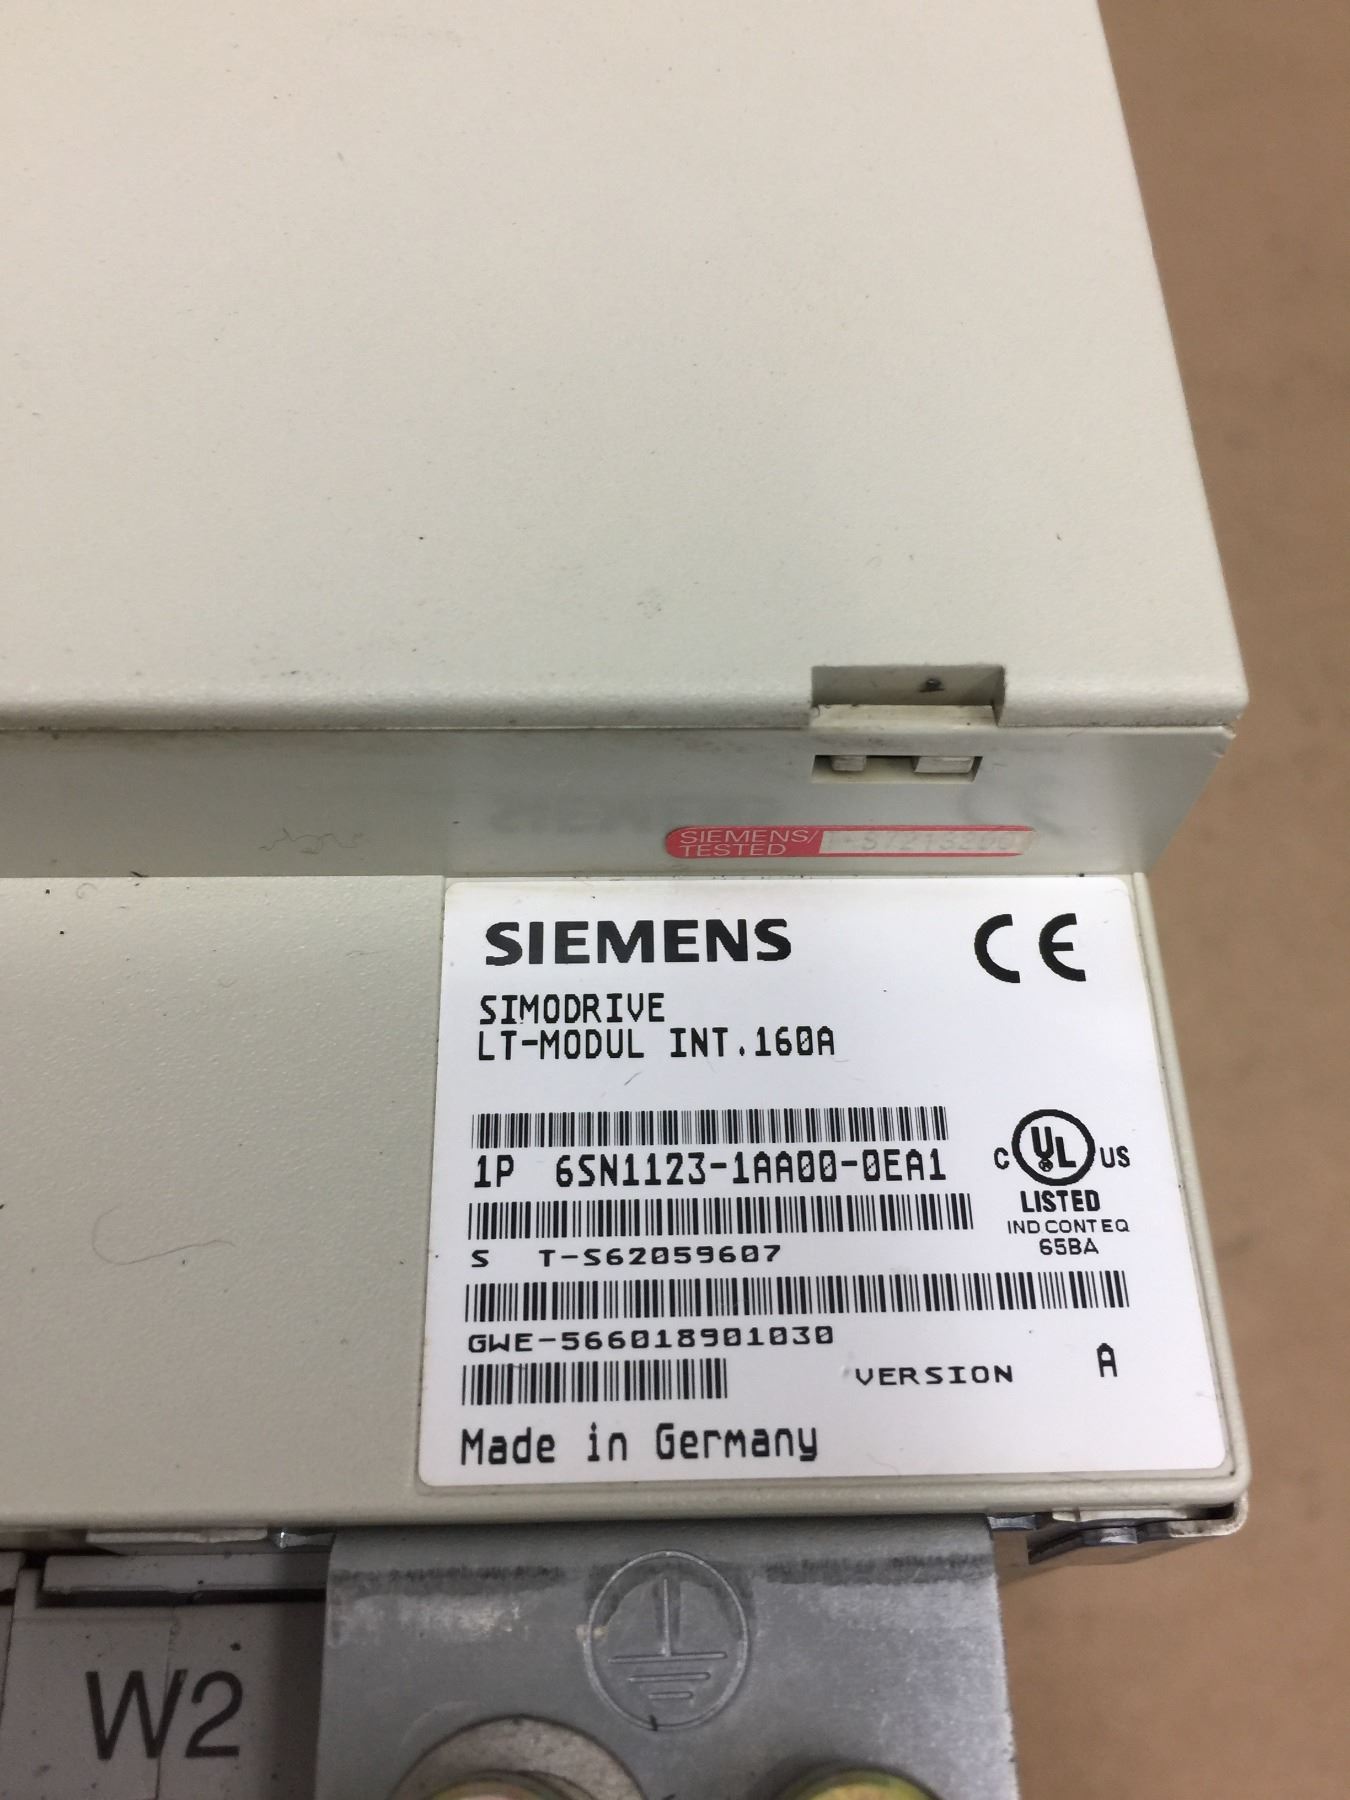 SIEMENS/
TESTED
SIEMENS CE
SIMODRIVE
LT-MODUL INT.160A
1P 6SN1123-1AA00-0EA1
C UL US
LISTED
IND CONT EQ
65BA
S T-S62059607
GWE-566018901030
VERSION A
Made in Germany
W2